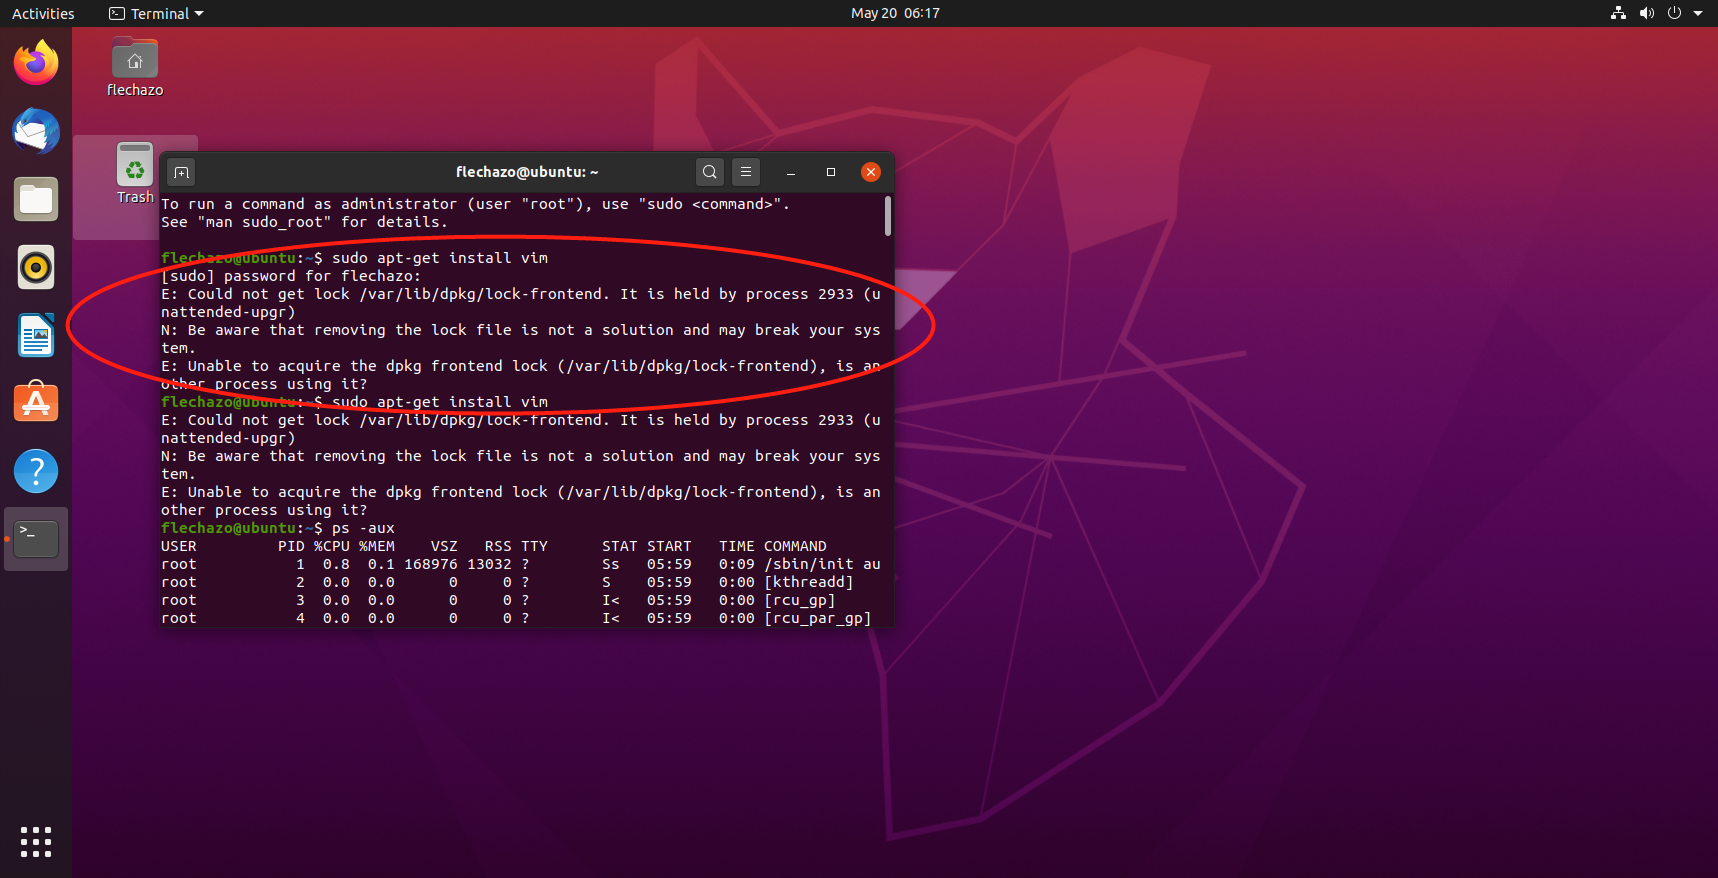 Activities
Terminal
May 20 06:17
flechazo
Trash
flechazo@ubuntu: ~
To run a command as administrator (user "root"), use "sudo <command>".
See "man sudo_root" for details.
flechazo@ubuntu:~$ sudo apt-get install vim
[sudo] password for flechazo:
E: Could not get lock /var/lib/dpkg/lock-frontend. It is held by process 2933 (u
nattended-upgr)
N: Be aware that removing the lock file is not a solution and may break your sys
tem.
E: Unable to acquire the dpkg frontend lock (/var/lib/dpkg/lock-frontend), is an
other process using it?
flechazo@ubuntu:~$ sudo apt-get install vim
E: Could not get lock /var/lib/dpkg/lock-frontend. It is held by process 2933 (u
nattended-upgr)
N: Be aware that removing the lock file is not a solution and may break your sys
tem.
E: Unable to acquire the dpkg frontend lock (/var/lib/dpkg/lock-frontend), is an
other process using it?
flechazo@ubuntu:~$ ps -aux
USER         PID %CPU %MEM    VSZ   RSS TTY      STAT START   TIME COMMAND
root           1  0.8  0.1 168976 13032 ?        Ss   05:59   0:09 /sbin/init au
root           2  0.0  0.0      0     0 ?        S    05:59   0:00 [kthreadd]
root           3  0.0  0.0      0     0 ?        I<   05:59   0:00 [rcu_gp]
root           4  0.0  0.0      0     0 ?        I<   05:59   0:00 [rcu_par_gp]